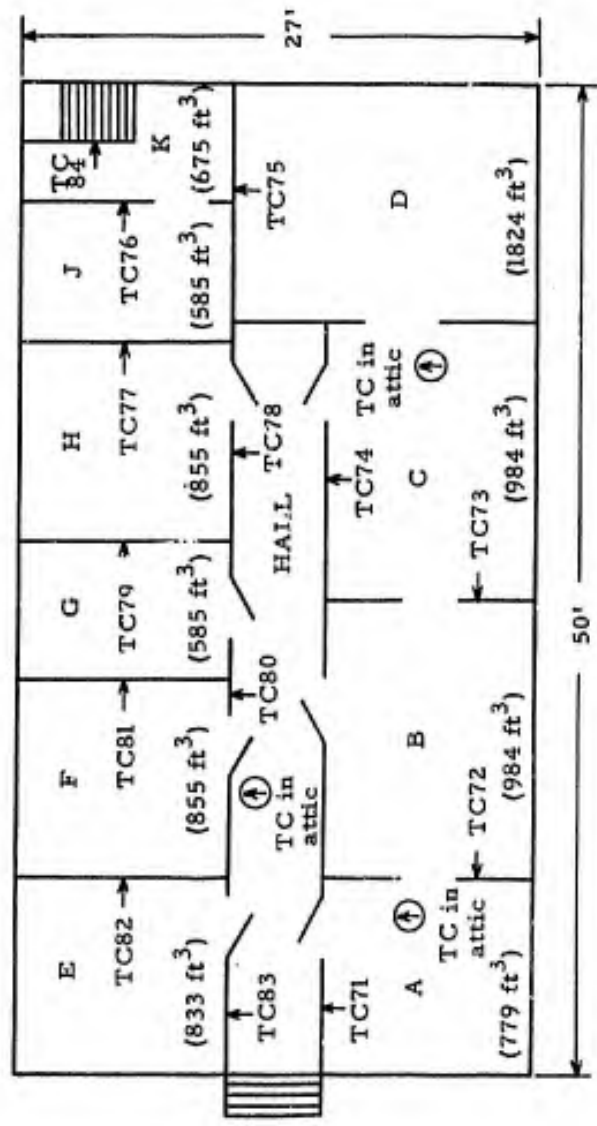 E
TC82
(833 ft³)
TC83
F
TC81
(855 ft³)
TC80
G
TC79
(585 ft³)
H
TC77
(855 ft³)
TC78
J
TC76
(585 ft³)
TC
84
K
(675 ft³)
TC75
HALL
TC in
attic
TC71
A
TC in
attic
(779 ft³)
B
TC72
(984 ft³)
TC74
TC in
attic
C
TC73
(984 ft³)
D
(1824 ft³)
27'
50'